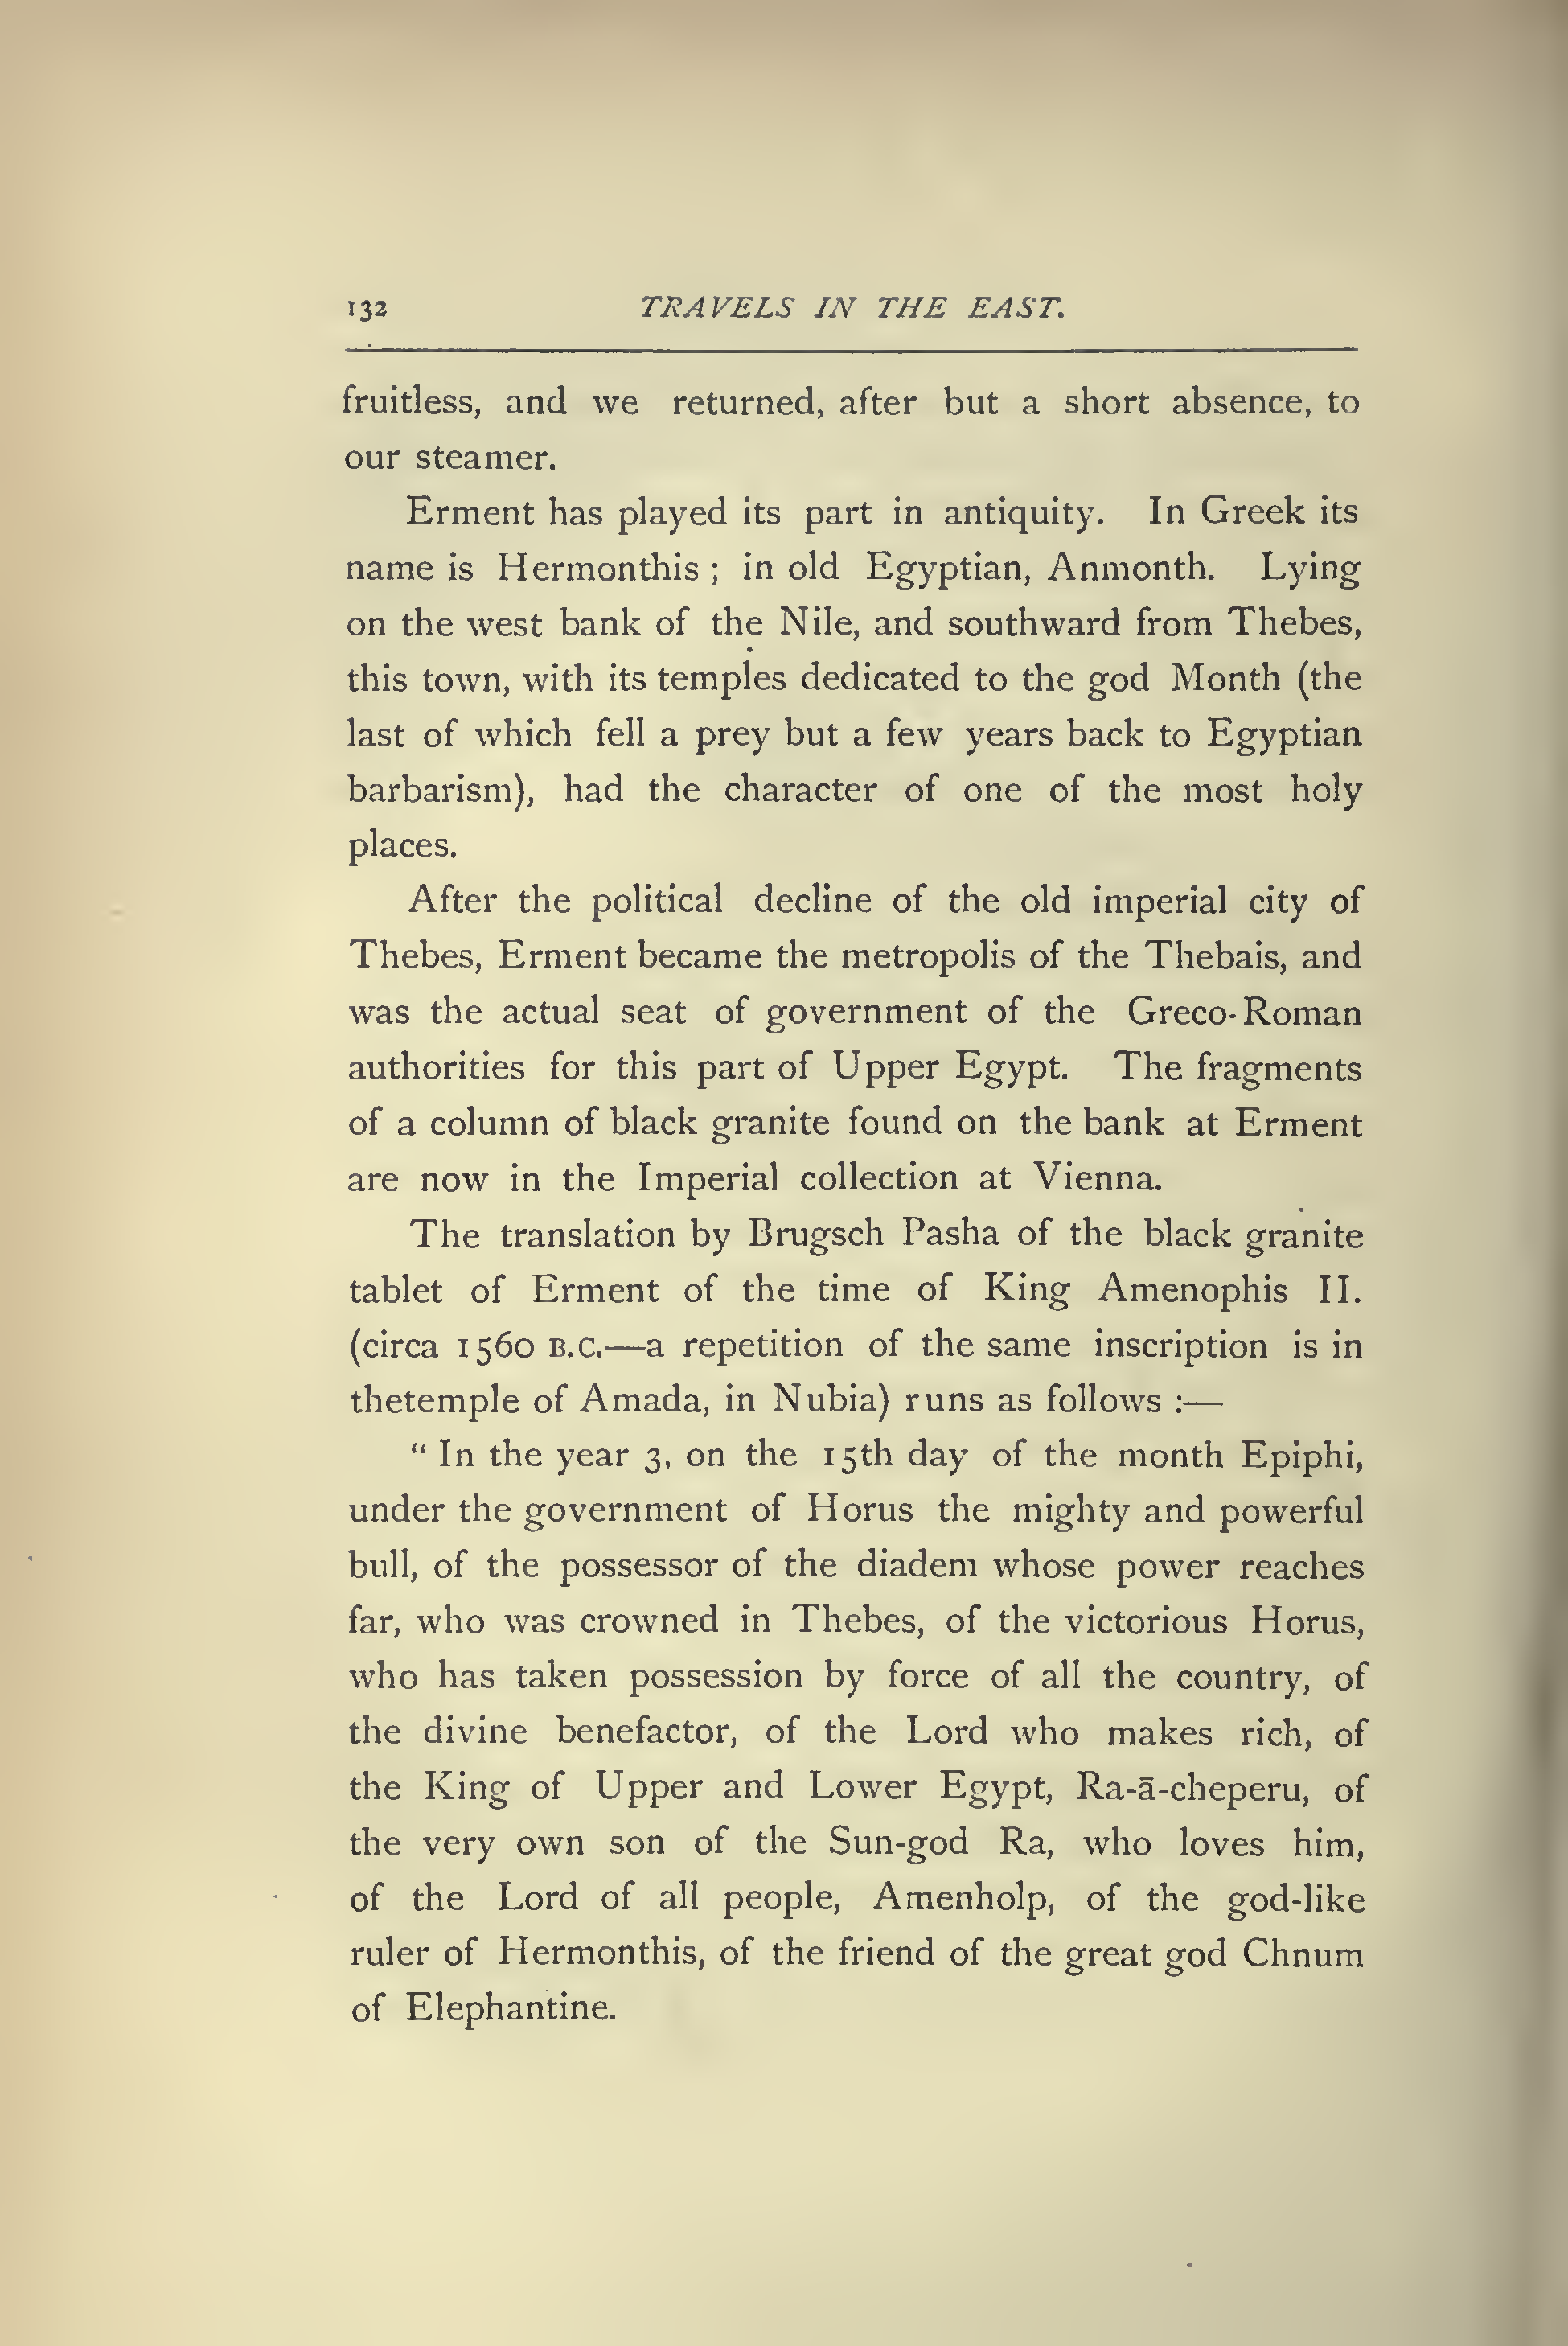 132 TRAVELS IN THE EAST.
fruitless, and we returned, after but a short absence, to
our steamer.
Erment has played its part in antiquity. In Greek its
name is Hermonthis ; in old Egyptian, Anmonth. Lying
on the west bank of the Nile, and southward from Thebes,
this town, with its temples dedicated to the god Month (the
last of which fell a prey but a few years back to Egyptian
barbarism), had the character of one of the most holy
places.
After the political decline of the old imperial city of
Thebes, Erment became the metropolis of the Thebais, and
was the actual seat of government of the Greco-Roman
authorities for this part of Upper Egypt. The fragments
of a column of black granite found on the bank at Erment
are now in the Imperial collection at Vienna.
The translation by Brugsch Pasha of the black granite
tablet of Erment of the time of King Amenophis II.
(circa 1560 B.C.—a repetition of the same inscription is in
thetemple of Amada, in Nubia) runs as follows :—
“ In the year 3, on the 15th day of the month Epiphi,
under the government of Horus the mighty and powerful
bull, of the possessor of the diadem whose power reaches
far, who was crowned in Thebes, of the victorious Horus,
who has taken possession by force of all the country, of
the divine benefactor, of the Lord who makes rich, of
the King of Upper and Lower Egypt, Ra-ā-cheperu, of
the very own son of the Sun-god Ra, who loves him,
of the Lord of all people, Amenholp, of the god-like
ruler of Hermonthis, of the friend of the great god Chnum
of Elephantine.